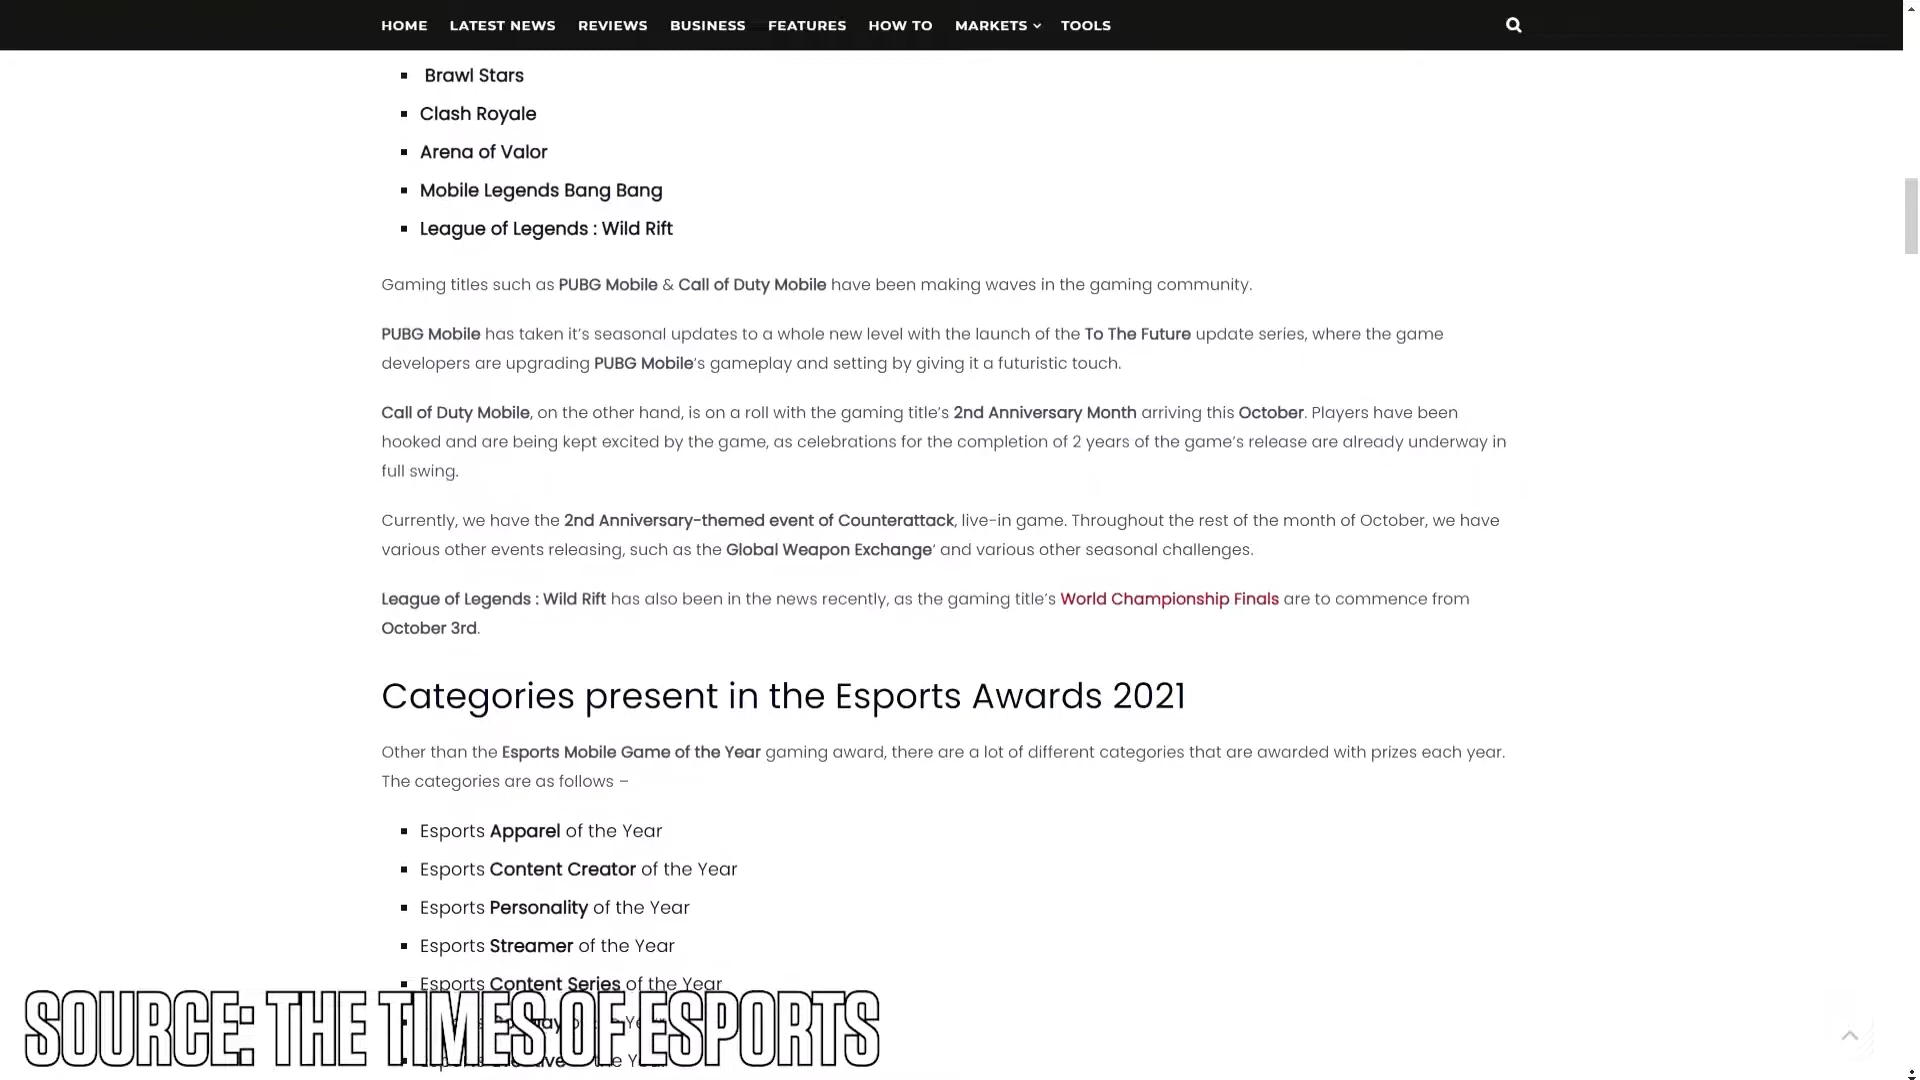 HOME LATEST NEWS REVIEWS BUSINESS FEATURES HOW TO MARKETS TOOLS
Brawl Stars
Clash Royale
Arena of Valor
Mobile Legends Bang Bang
League of Legends : Wild Rift
Gaming titles such as PUBG Mobile & Call of Duty Mobile have been making waves in the gaming community.
PUBG Mobile has taken it’s seasonal updates to a whole new level with the launch of the To The Future update series, where the game
developers are upgrading PUBG Mobile‘s gameplay and setting by giving it a futuristic touch.
Call of Duty Mobile, on the other hand, is on a roll with the gaming title’s 2nd Anniversary Month arriving this October. Players have been
hooked and are being kept excited by the game, as celebrations for the completion of 2 years of the game’s release are already underway in
full swing.
Currently, we have the 2nd Anniversary-themed event of Counterattack, live-in game. Throughout the rest of the month of October, we have
various other events releasing, such as the Global Weapon Exchange‘ and various other seasonal challenges.
League of Legends : Wild Rift has also been in the news recently, as the gaming title’s World Championship Finals are to commence from
October 3rd.
Categories present in the Esports Awards 2021
Other than the Esports Mobile Game of the Year gaming award, there are a lot of different categories that are awarded with prizes each year.
The categories are as follows –
Esports Apparel of the Year
Esports Content Creator of the Year
Esports Personality of the Year
Esports Streamer of the Year
Esports Content Series of the Year
SOURCE: THE TIMES OF ESPORTS